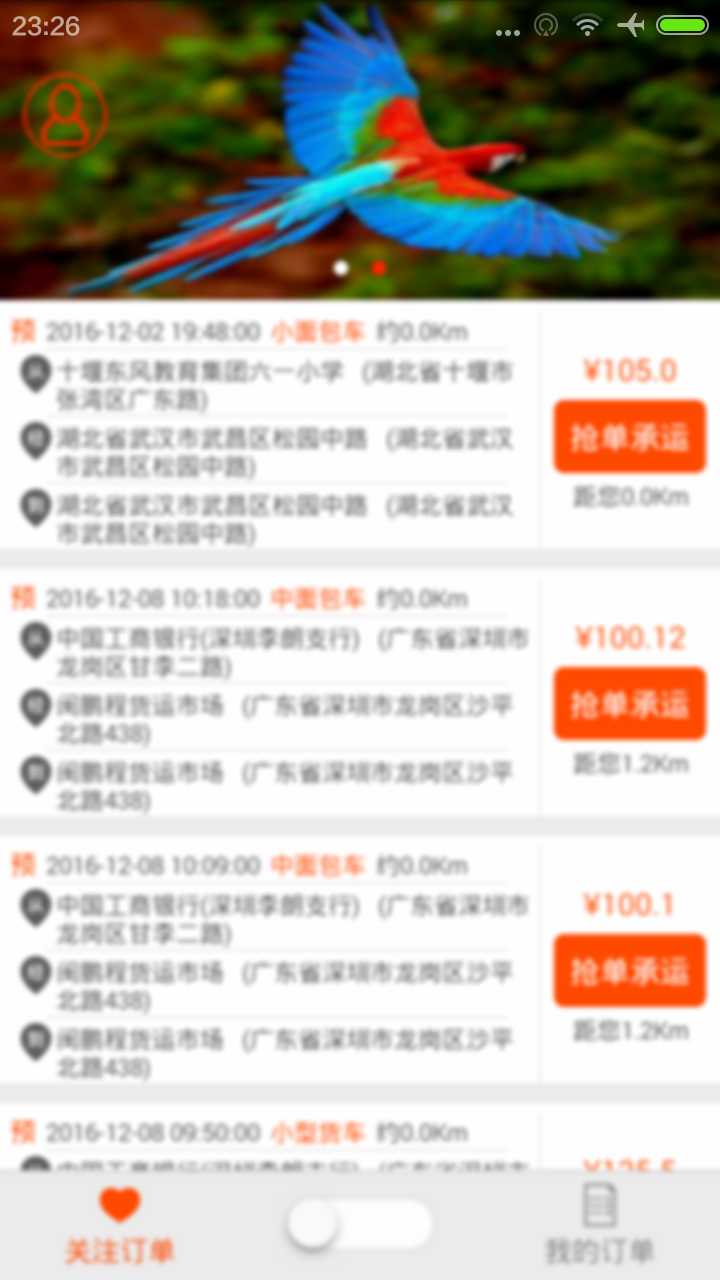 23:26
预 2016-12-02 19:48:00 小面包车 约0.0Km
十堰东风教育集团六一小学 (湖北省十堰市
张湾区广东路)
湖北省武汉市武昌区松园中路 (湖北省武汉
市武昌区松园中路)
湖北省武汉市武昌区松园中路 (湖北省武汉
市武昌区松园中路)
¥105.0
抢单承运
距您0.0Km
预 2016-12-08 10:18:00 中面包车 约0.0Km
中国工商银行(深圳李朗支行) (广东省深圳市
龙岗区甘李二路)
闽鹏程货运市场 (广东省深圳市龙岗区沙平
北路438)
闽鹏程货运市场 (广东省深圳市龙岗区沙平
北路438)
¥100.12
抢单承运
距您1.2Km
预 2016-12-08 10:09:00 中面包车 约0.0Km
中国工商银行(深圳李朗支行) (广东省深圳市
龙岗区甘李二路)
闽鹏程货运市场 (广东省深圳市龙岗区沙平
北路438)
闽鹏程货运市场 (广东省深圳市龙岗区沙平
北路438)
¥100.1
抢单承运
距您1.2Km
预 2016-12-08 09:50:00 小型货车 约0.0Km
关注订单
我的订单